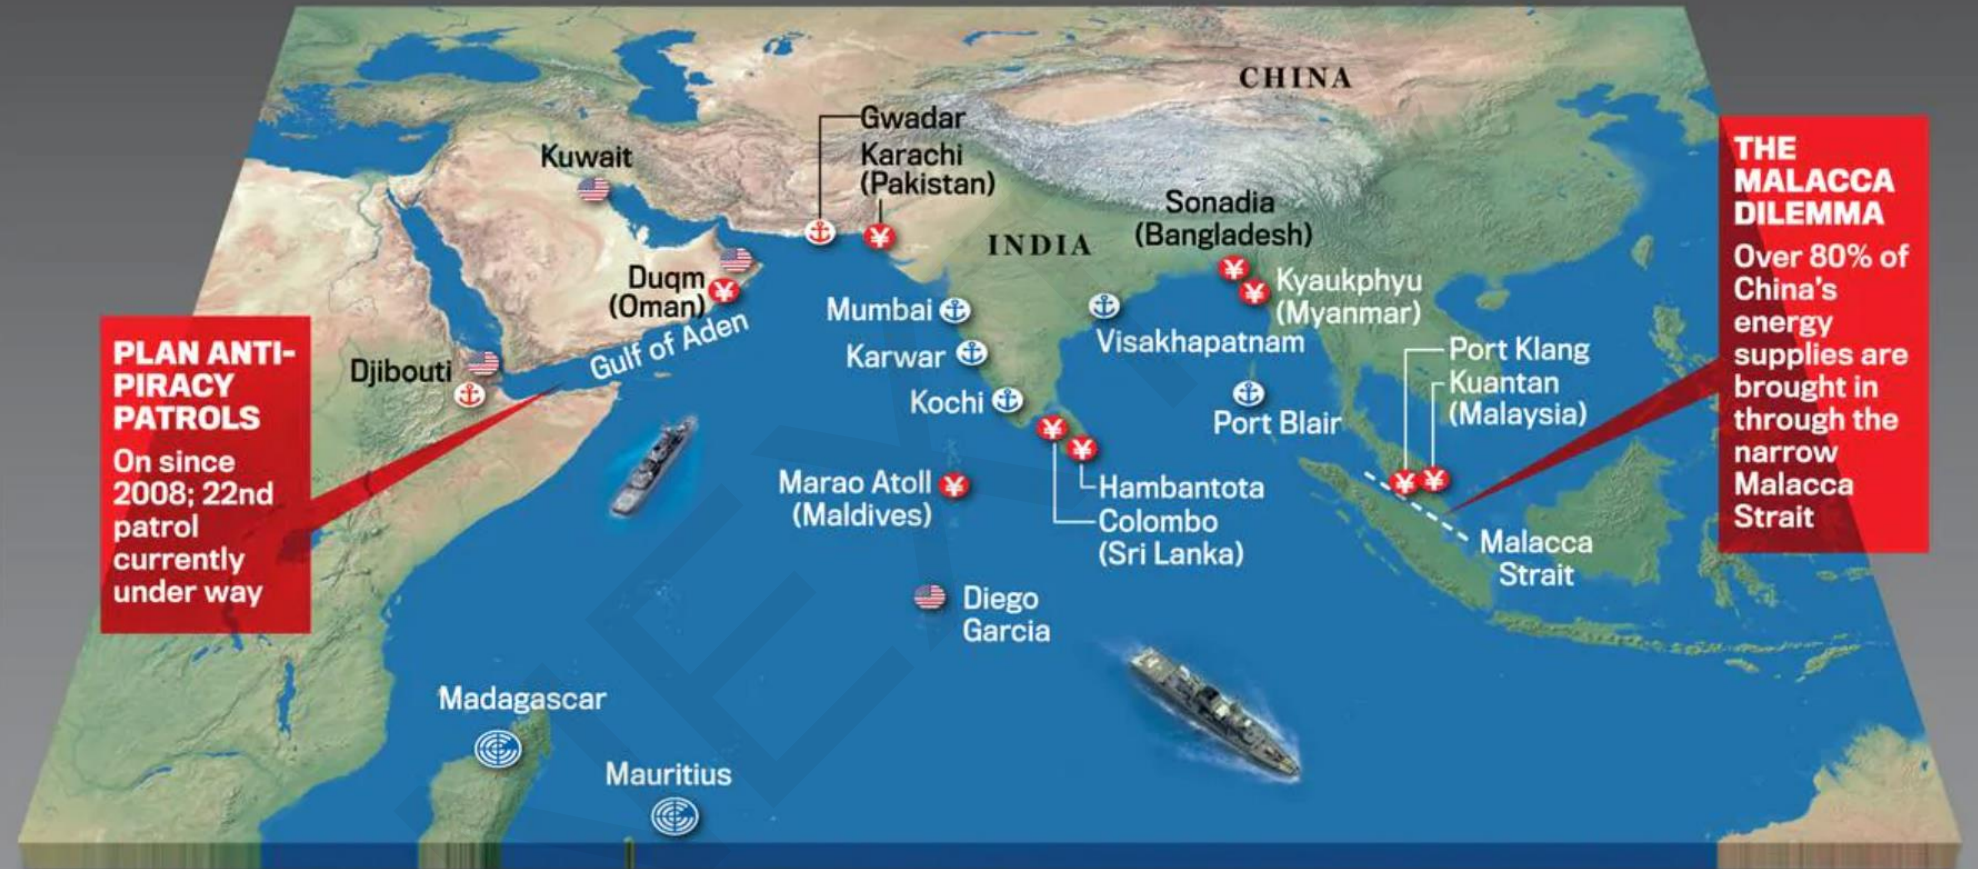 CHINA
Gwadar
Karachi
(Pakistan)
Kuwait
THE
MALACCA
DILEMMA
Over 80% of
China's
energy
supplies are
brought in
through the
narrow
Malacca
Strait
Sonadia
(Bangladesh)
INDIA
Duqm
(Oman)
Kyaukphyu
(Myanmar)
Mumbai
Gulf of Aden
Visakhapatnam
PLAN ANTI-
PIRACY
PATROLS
On since
2008; 22nd
patrol
currently
under way
Djibouti
Karwar
Port Klang
Kuantan
(Malaysia)
Kochi
Port Blair
Marao Atoll
(Maldives)
Hambantota
Colombo
(Sri Lanka)
Malacca
Strait
Diego
Garcia
Madagascar
Mauritius